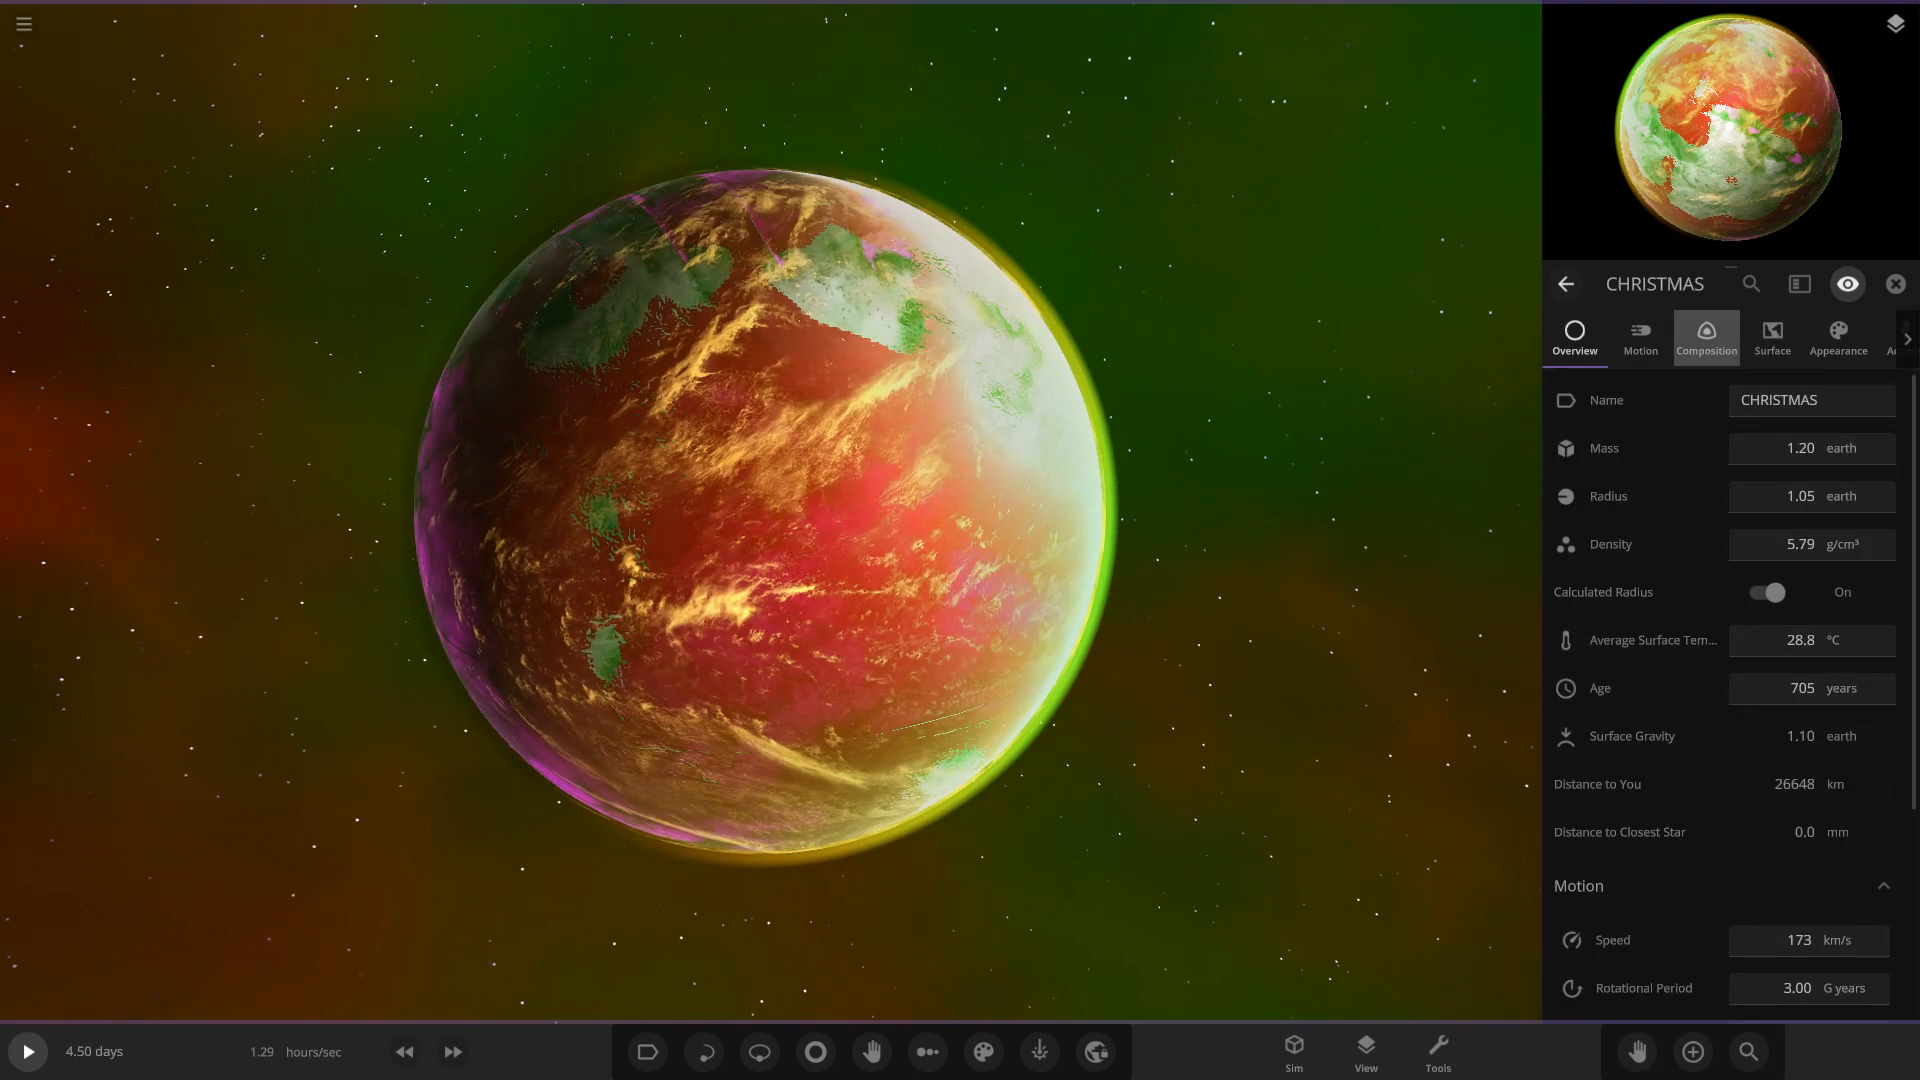 CHRISTMAS
Overview
Motion
Composition
Surface
Appearance
Name CHRISTMAS
Mass 1.20 earth
Radius 1.05 earth
Density 5.79 g/cm³
Calculated Radius On
Average Surface Tem... 28.8 °C
Age 705 years
Surface Gravity 1.10 earth
Distance to You 26648 km
Distance to Closest Star 0.0 mm
Motion
Speed 173 km/s
Rotational Period 3.00 G years
4.50 days
1.29 hours/sec
Sim
View
Tools